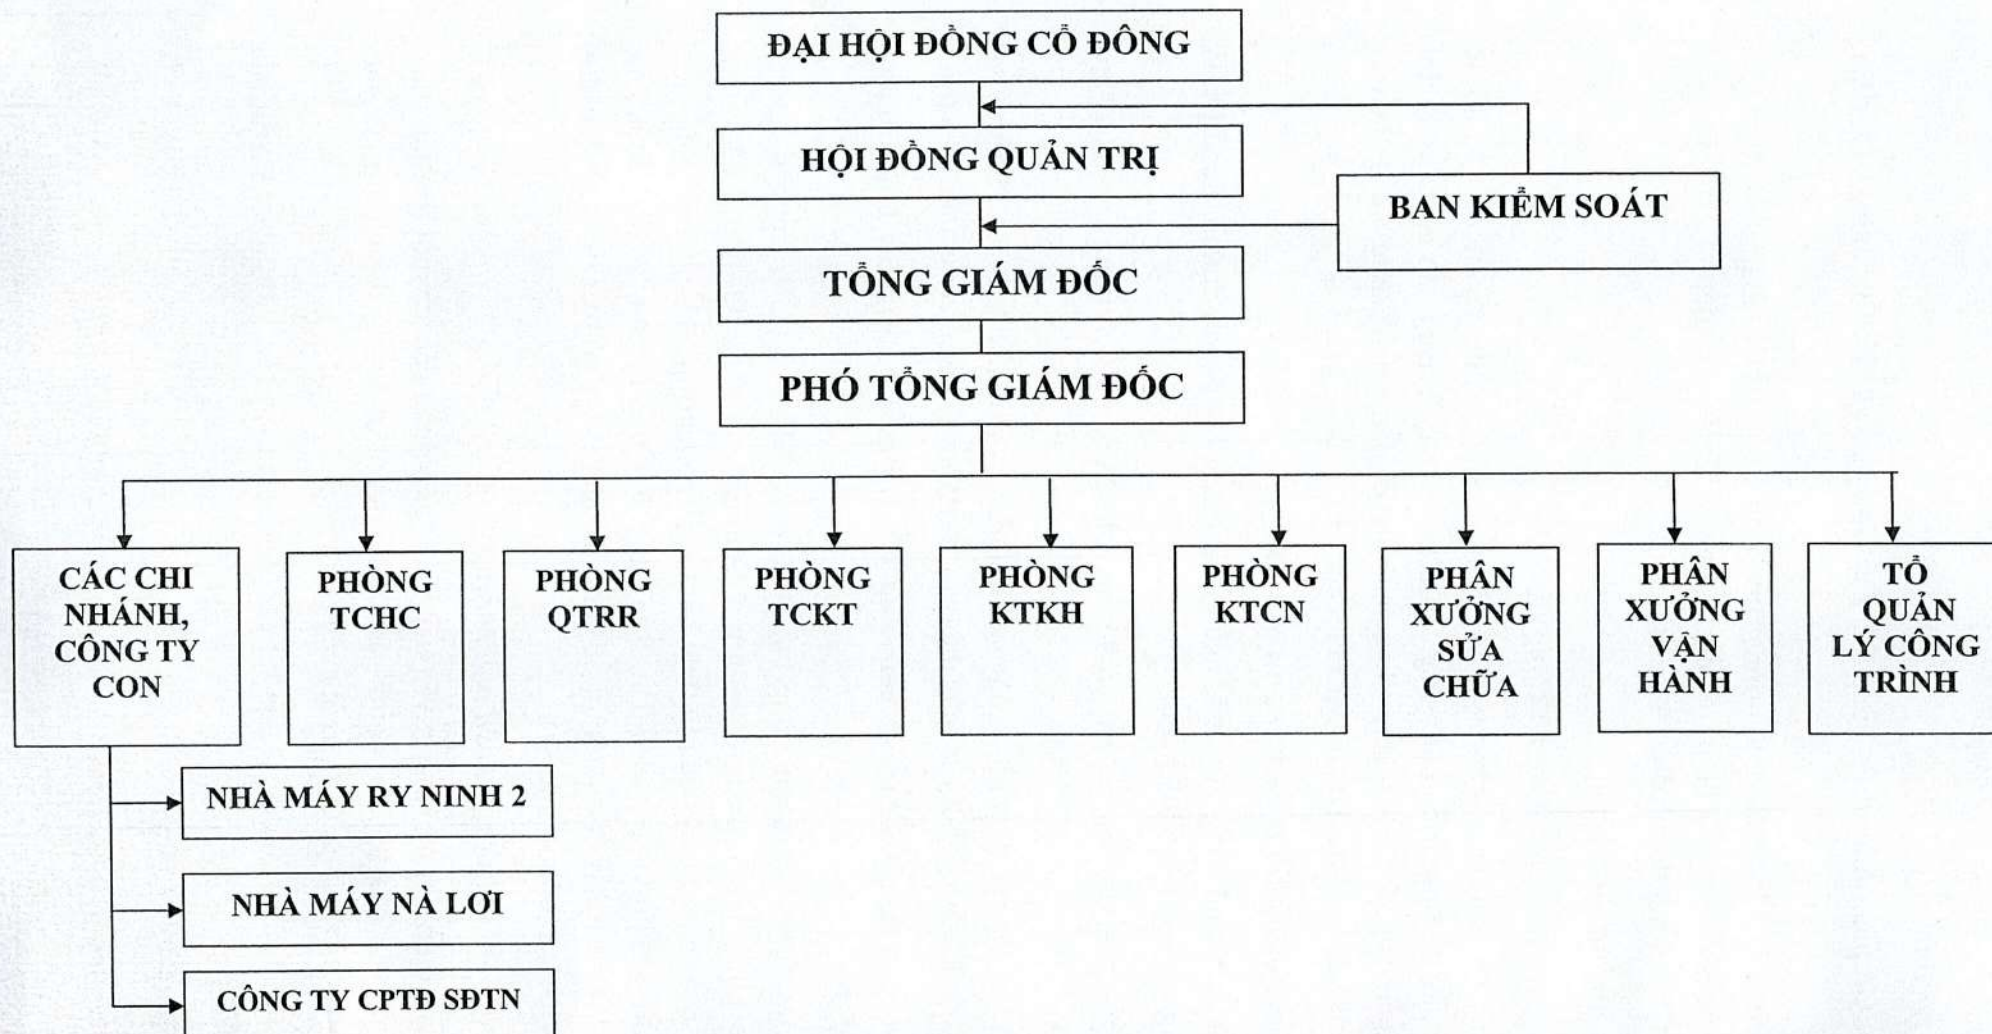 ĐẠI HỘI ĐỒNG CỔ ĐÔNG
HỘI ĐỒNG QUẢN TRỊ
BAN KIỂM SOÁT
TỔNG GIÁM ĐỐC
PHÓ TỔNG GIÁM ĐỐC
CÁC CHI
NHÁNH,
CÔNG TY
CON
PHÒNG
TCHC
PHÒNG
QTRR
PHÒNG
TCKT
PHÒNG
KTKH
PHÒNG
KTCN
PHÂN
XƯỞNG
SỬA
CHỮA
PHÂN
XƯỞNG
VẬN
HÀNH
TỔ
QUẢN
LÝ CÔNG
TRÌNH
NHÀ MÁY RY NINH 2
NHÀ MÁY NÀ LƠI
CÔNG TY CPTĐ SĐTN